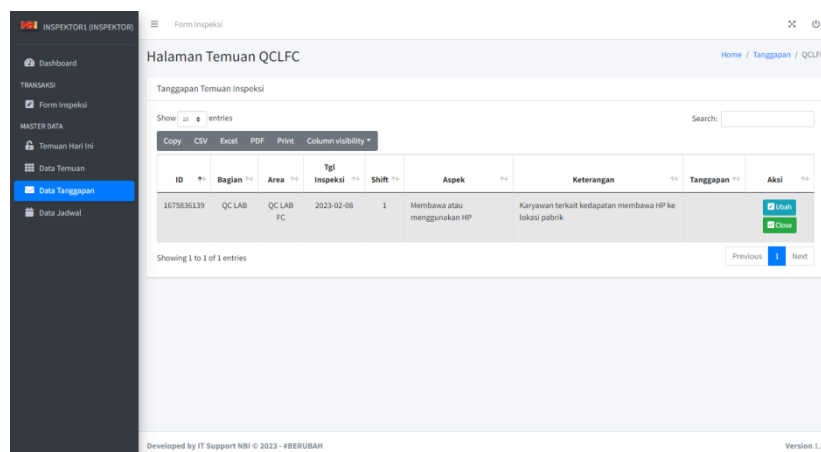 NBI INSPEKTOR1 (INSPEKTOR)
Form Inspeksi
Dashboard
TRANSAKSI
Form Inspeksi
MASTER DATA
Temuan Hari Ini
Data Temuan
Data Tanggapan
Data Jadwal
Halaman Temuan QCLFC
Home / Tanggapan / QCLF
Tanggapan Temuan Inspeksi
Show 10 entries
Search:
Copy CSV Excel PDF Print Column visibility
ID Bagian Area Tgl Inspeksi Shift Aspek Keterangan Tanggapan Aksi
1675836139 QC LAB QC LAB FC 2023-02-08 1 Membawa atau menggunakan HP Karyawan terkait kedapatan membawa HP ke lokasi pabrik Ubah
Close
Showing 1 to 1 of 1 entries
Previous 1 Next
Developed by IT Support NBI © 2023 - #BERUBAH
Version 1.